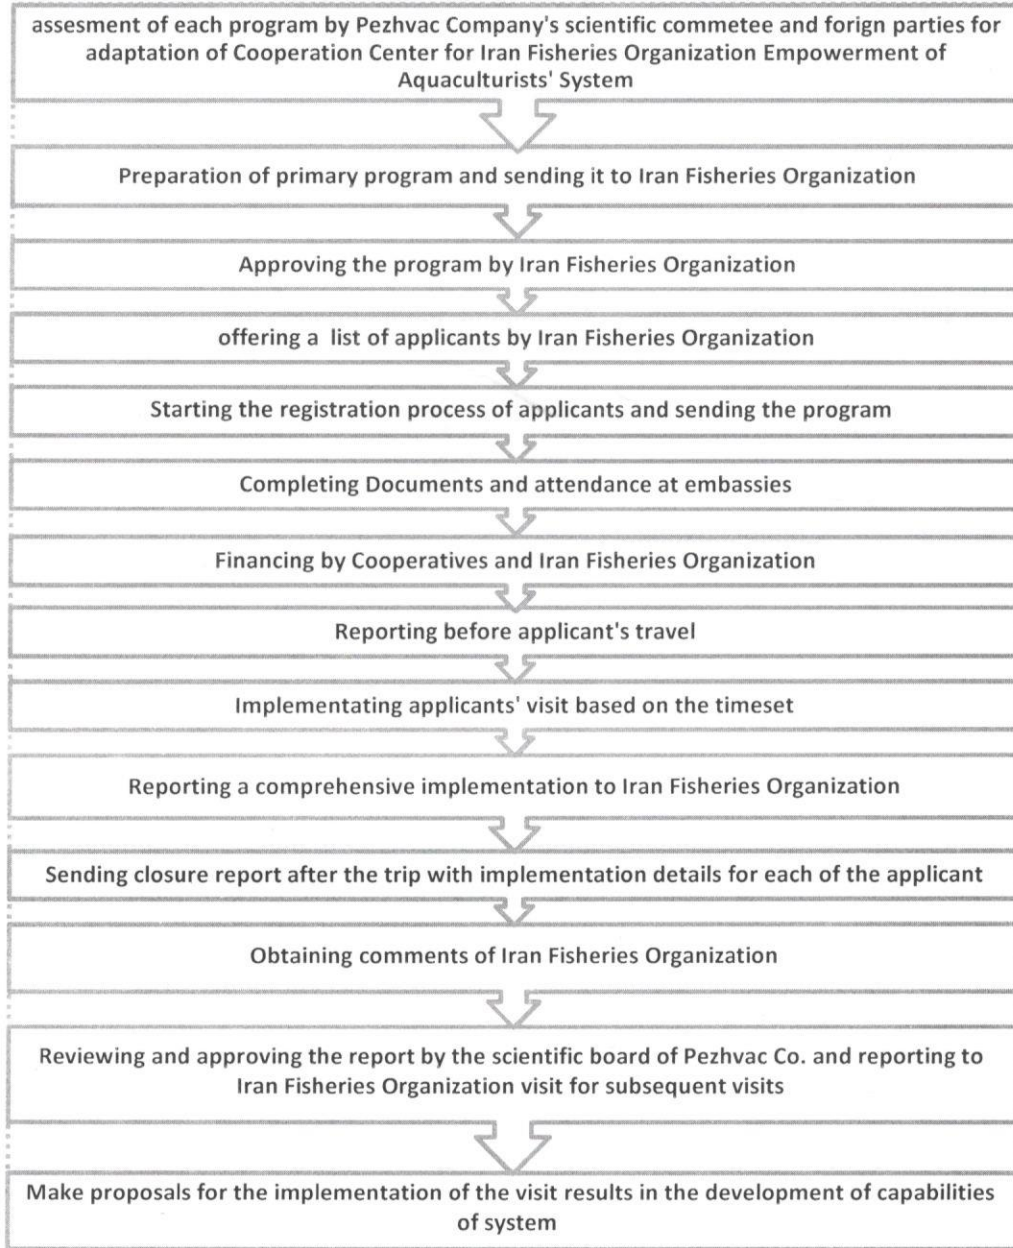 assesment of each program by Pezhvac Company's scientific commetee and forign parties for
adaptation of Cooperation Center for Iran Fisheries Organization Empowerment of
Aquaculturists' System
Preparation of primary program and sending it to Iran Fisheries Organization
Approving the program by Iran Fisheries Organization
offering a list of applicants by Iran Fisheries Organization
Starting the registration process of applicants and sending the program
Completing Documents and attendance at embassies
Financing by Cooperatives and Iran Fisheries Organization
Reporting before applicant's travel
Implementating applicants' visit based on the timeset
Reporting a comprehensive implementation to Iran Fisheries Organization
Sending closure report after the trip with implementation details for each of the applicant
Obtaining comments of Iran Fisheries Organization
Reviewing and approving the report by the scientific board of Pezhvac Co. and reporting to
Iran Fisheries Organization visit for subsequent visits
Make proposals for the implementation of the visit results in the development of capabilities
of system